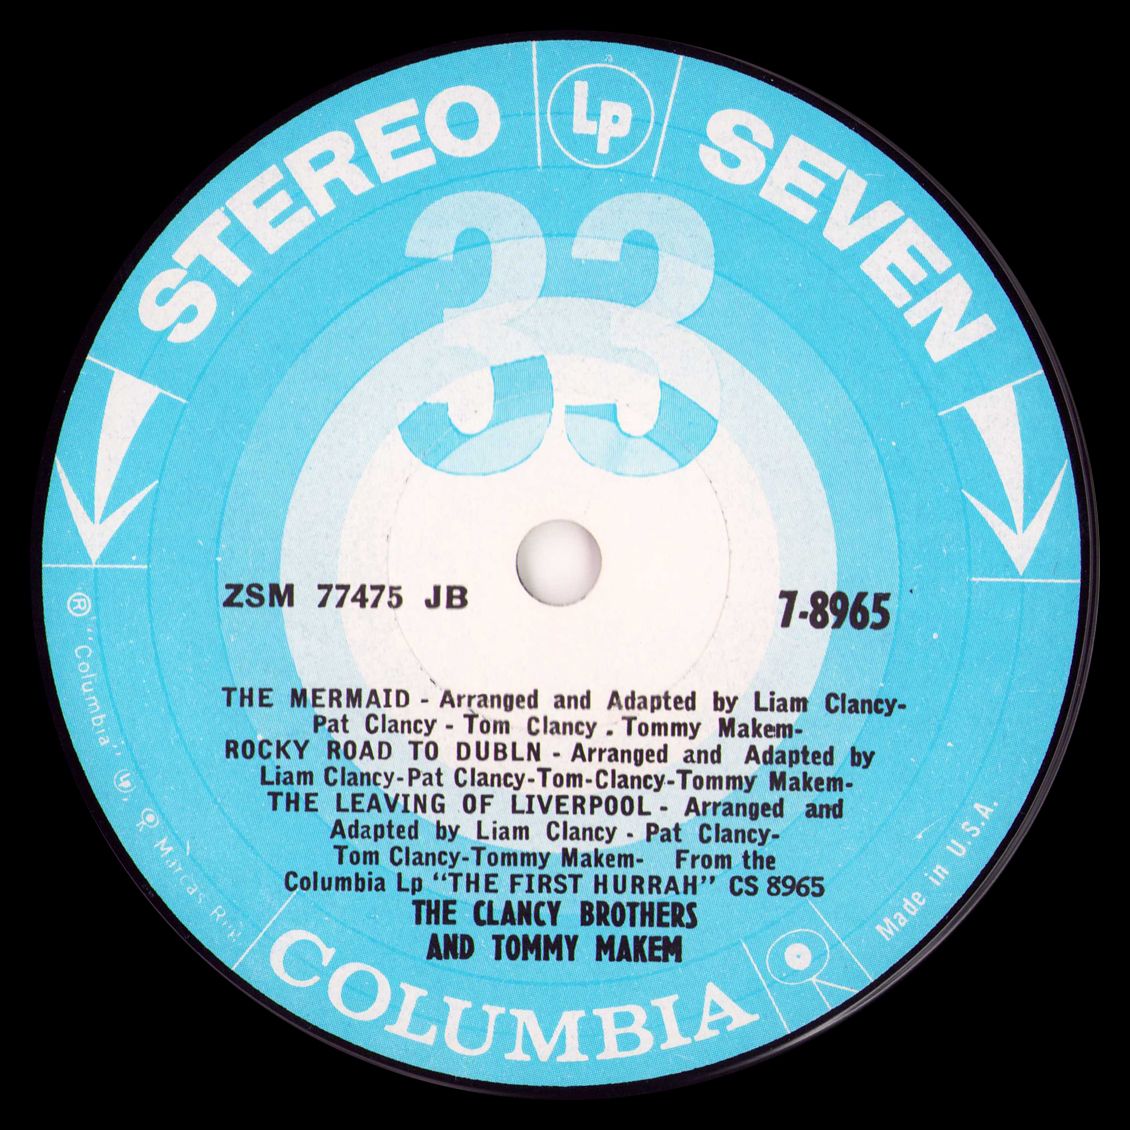 STEREO Lp SEVEN
33
ZSM 77475 JB
7-8965
THE MERMAID - Arranged and Adapted by Liam Clancy-
Pat Clancy - Tom Clancy - Tommy Makem-
ROCKY ROAD TO DUBLN - Arranged and Adapted by
Liam Clancy-Pat Clancy-Tom-Clancy-Tommy Makem-
THE LEAVING OF LIVERPOOL - Arranged and
Adapted by Liam Clancy - Pat Clancy-
Tom Clancy-Tommy Makem- From the
Columbia Lp "THE FIRST HURRAH" CS 8965
THE CLANCY BROTHERS
AND TOMMY MAKEM
® "Columbia", Lp, Marcas Reg.
COLUMBIA
Made in U.S.A.